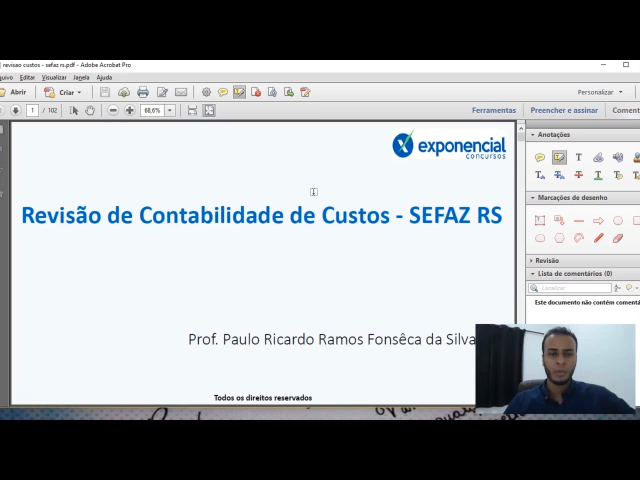 revisao custos - sefaz rs.pdf - Adobe Acrobat Pro
quivo Editar Visualizar Janela Ajuda
Abrir Criar Personalizar
1 / 102 68,6% Ferramentas Preencher e assinar Coment
exponencial
concursos
Revisão de Contabilidade de Custos - SEFAZ RS
Prof. Paulo Ricardo Ramos Fonsêca da Silva
Todos os direitos reservados
Anotações
Marcações de desenho
Revisão
Lista de comentários (0)
Localizar
Este documento não contém comentá